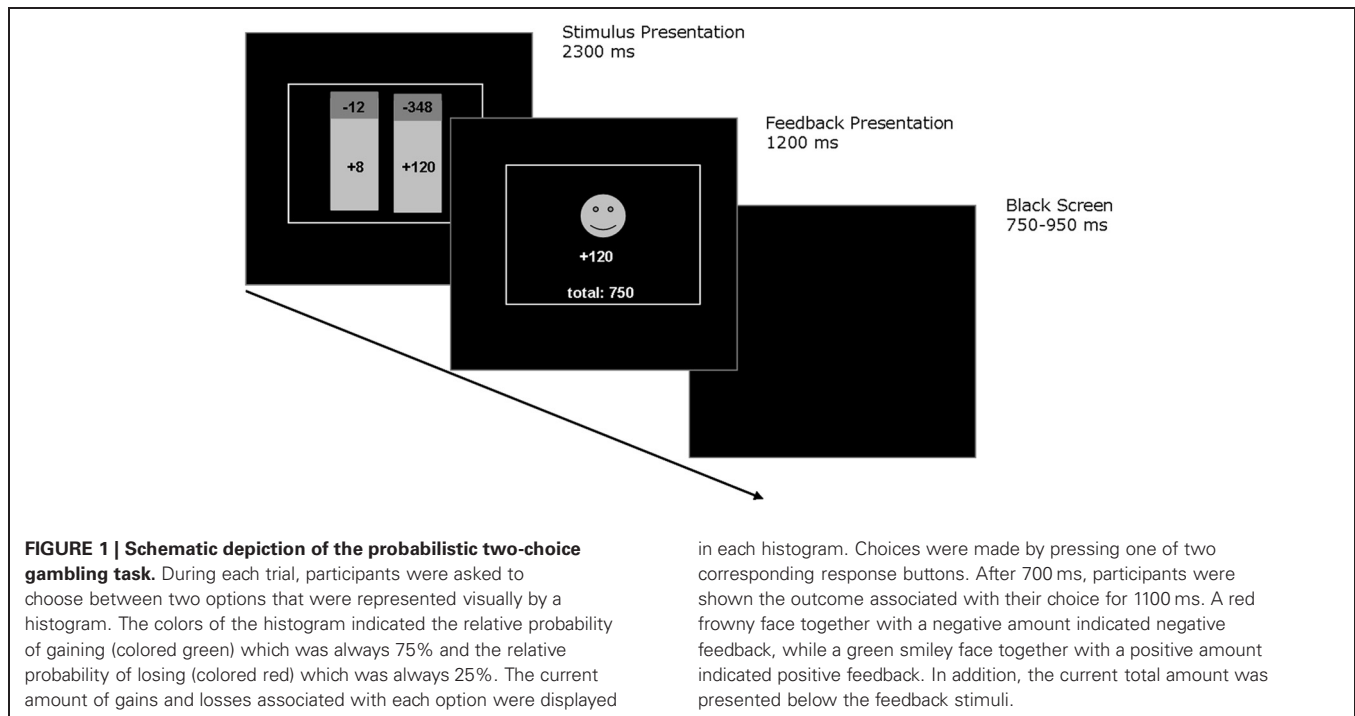 Stimulus Presentation
2300 ms
-12
-348
+8
+120
Feedback Presentation
1200 ms
+120
total: 750
Black Screen
750-950 ms
FIGURE 1 | Schematic depiction of the probabilistic two-choice
gambling task. During each trial, participants were asked to
choose between two options that were represented visually by a
histogram. The colors of the histogram indicated the relative probability
of gaining (colored green) which was always 75% and the relative
probability of losing (colored red) which was always 25%. The current
amount of gains and losses associated with each option were displayed
in each histogram. Choices were made by pressing one of two
corresponding response buttons. After 700 ms, participants were
shown the outcome associated with their choice for 1100 ms. A red
frowny face together with a negative amount indicated negative
feedback, while a green smiley face together with a positive amount
indicated positive feedback. In addition, the current total amount was
presented below the feedback stimuli.